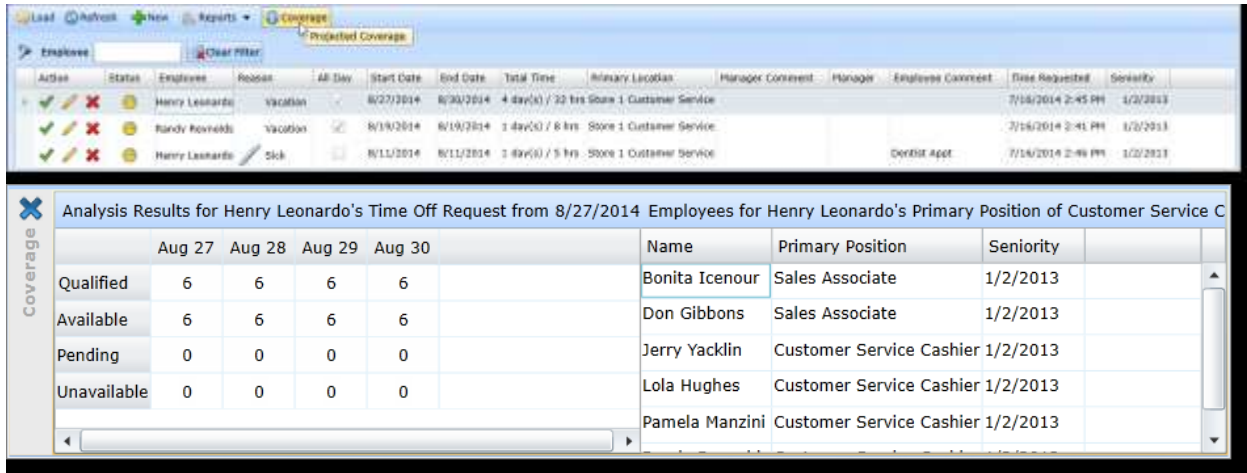 Load Refresh New Reports Coverage
Projected Coverage
Employee Clear Filter
Action Status Employee Reason All Day Start Date End Date Total Time Primary Location Manager Comment Manager Employee Comment Time Requested Seniority
Henry Leonardo Vacation 8/27/2014 8/30/2014 4 day(s) / 32 hrs Store 1 Customer Service 7/16/2014 2:45 PM 1/2/2013
Randy Reynolds Vacation 8/19/2014 8/19/2014 1 day(s) / 8 hrs Store 1 Customer Service 7/16/2014 2:41 PM 1/2/2013
Henry Leonardo Sick 8/11/2014 8/11/2014 1 day(s) / 5 hrs Store 1 Customer Service Dentist Appt 7/16/2014 2:46 PM 1/2/2013
Coverage
Analysis Results for Henry Leonardo's Time Off Request from 8/27/2014 Employees for Henry Leonardo's Primary Position of Customer Service C
Aug 27 Aug 28 Aug 29 Aug 30 Name Primary Position Seniority
Qualified 6 6 6 6 Bonita Icenour Sales Associate 1/2/2013
Available 6 6 6 6 Don Gibbons Sales Associate 1/2/2013
Pending 0 0 0 0 Jerry Yacklin Customer Service Cashier 1/2/2013
Unavailable 0 0 0 0 Lola Hughes Customer Service Cashier 1/2/2013
Pamela Manzini Customer Service Cashier 1/2/2013